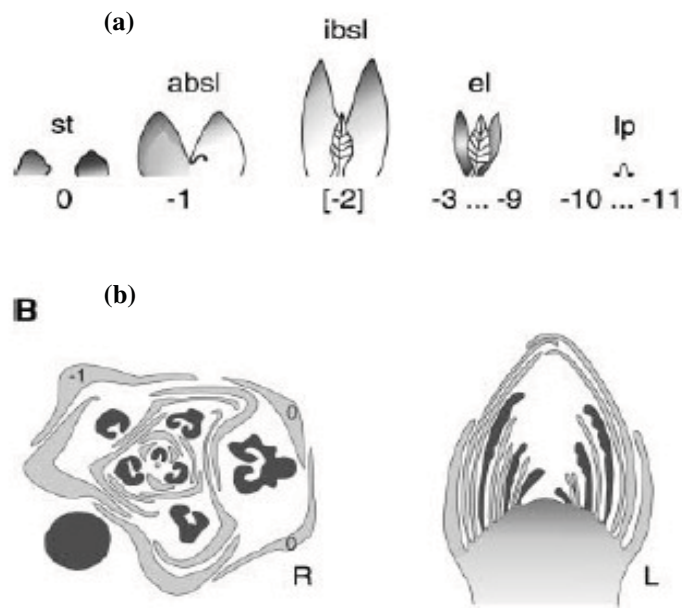 (a)
ibsl
absl
el
st
lp
0
-1
[-2]
-3 ... -9
-10 ... -11
(b)
B
-1
0
0
R
L